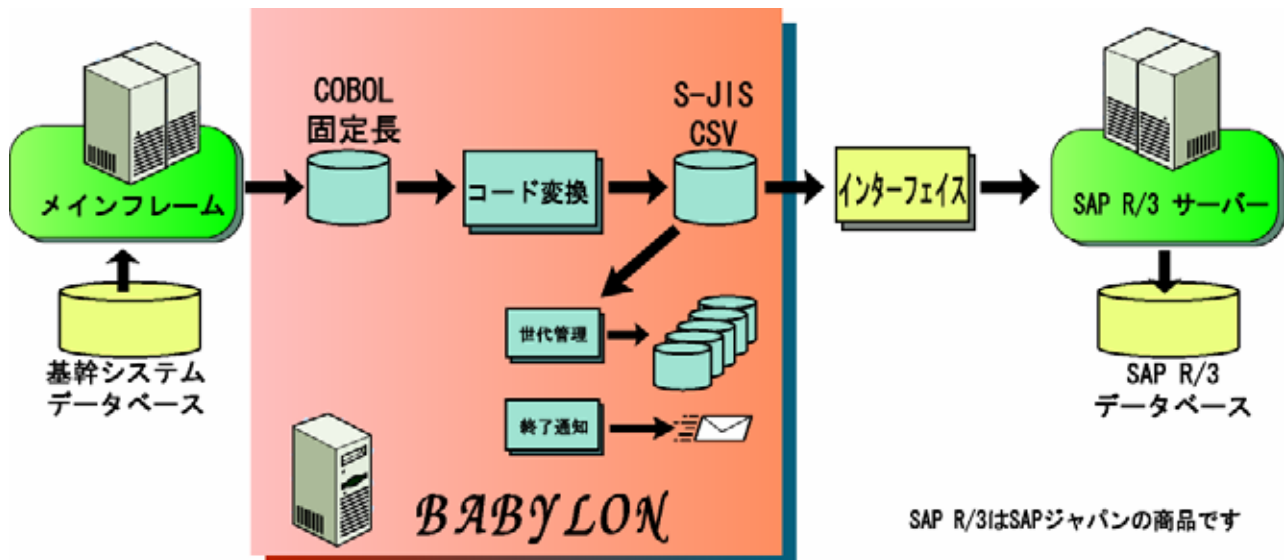 COBOL
固定長
S-JIS
CSV
メインフレーム
コード変換
インターフェイス
SAP R/3 サーバー
世代管理
基幹システム
データベース
SAP R/3
データベース
終了通知
BABYLON
SAP R/3はSAPジャパンの商品です